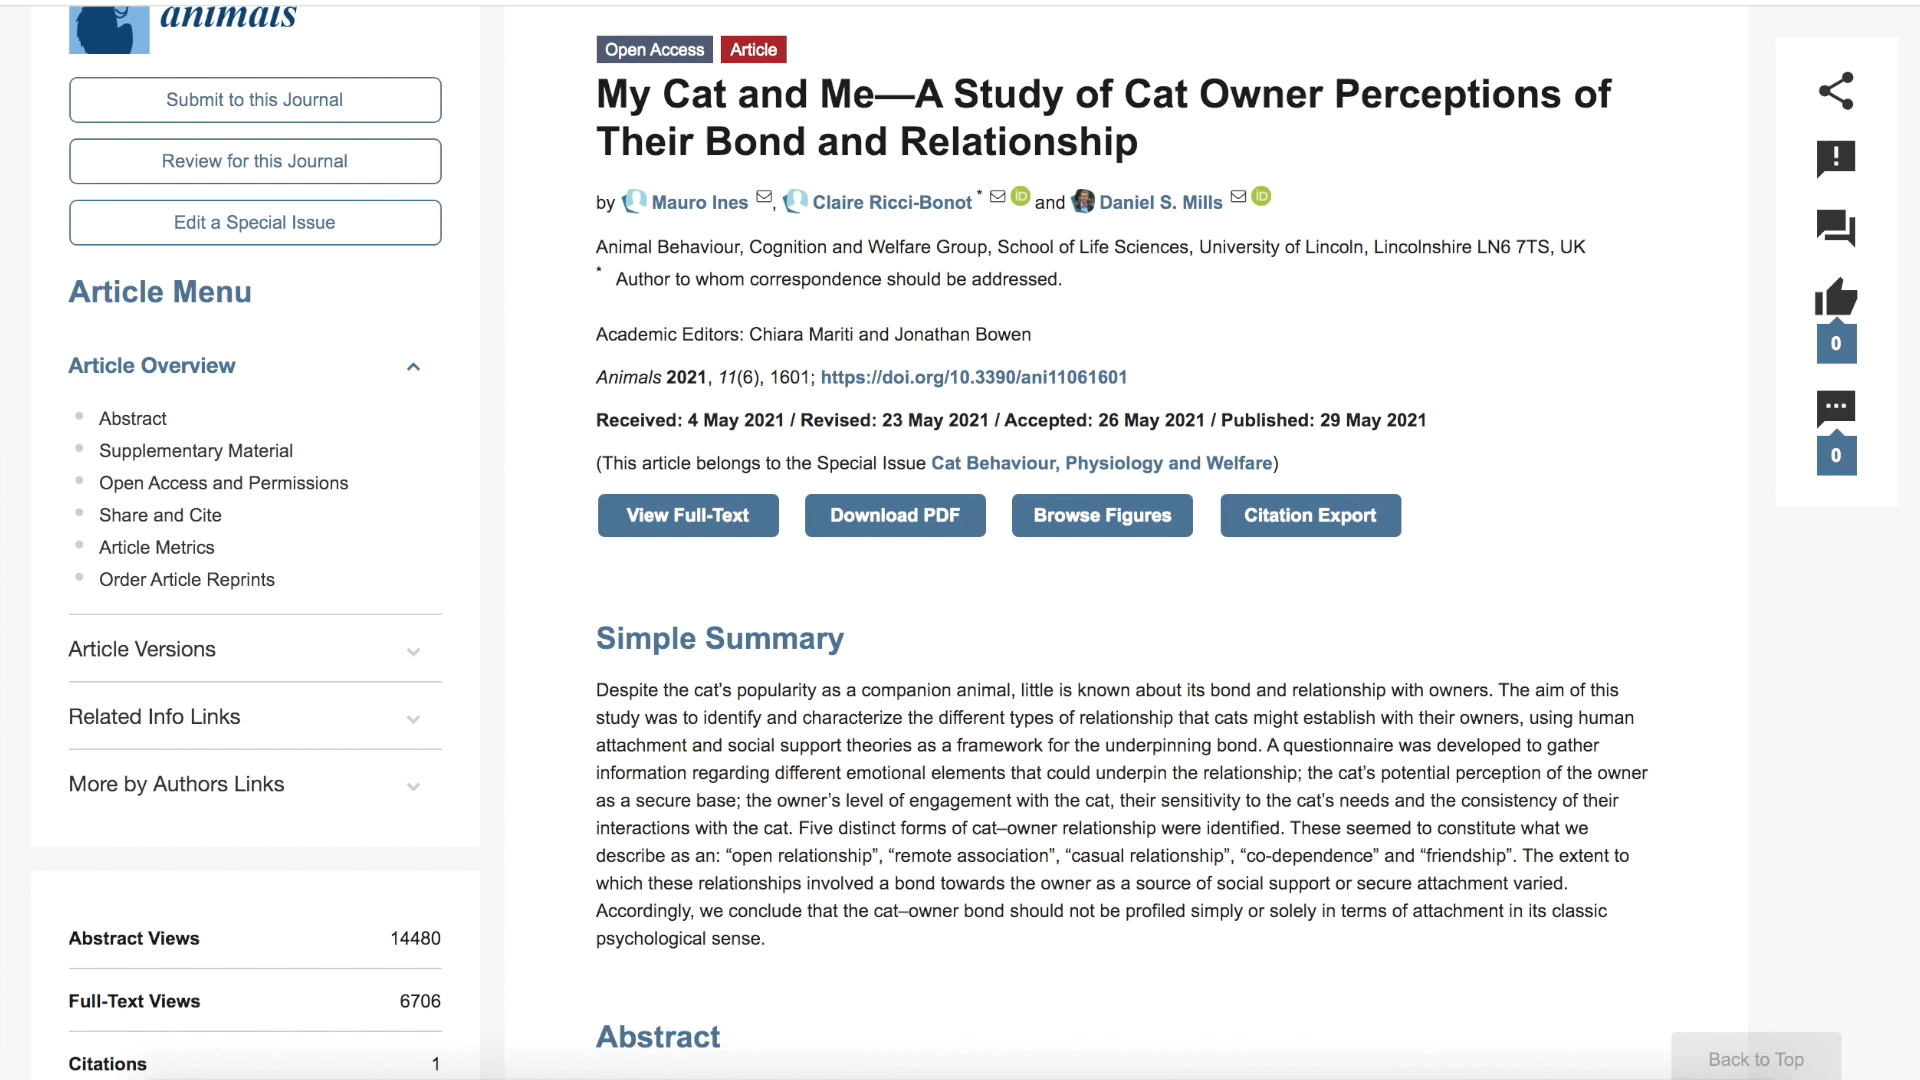 animals
Submit to this Journal
Review for this Journal
Edit a Special Issue
Article Menu
Article Overview
Abstract
Supplementary Material
Open Access and Permissions
Share and Cite
Article Metrics
Order Article Reprints
Article Versions
Related Info Links
More by Authors Links
Abstract Views 14480
Full-Text Views 6706
Citations 1
Open Access Article
My Cat and Me—A Study of Cat Owner Perceptions of
Their Bond and Relationship
by Mauro Ines, Claire Ricci-Bonot * iD and Daniel S. Mills iD
Animal Behaviour, Cognition and Welfare Group, School of Life Sciences, University of Lincoln, Lincolnshire LN6 7TS, UK
* Author to whom correspondence should be addressed.
Academic Editors: Chiara Mariti and Jonathan Bowen
Animals 2021, 11(6), 1601; https://doi.org/10.3390/ani11061601
Received: 4 May 2021 / Revised: 23 May 2021 / Accepted: 26 May 2021 / Published: 29 May 2021
(This article belongs to the Special Issue Cat Behaviour, Physiology and Welfare)
View Full-Text Download PDF Browse Figures Citation Export
Simple Summary
Despite the cat’s popularity as a companion animal, little is known about its bond and relationship with owners. The aim of this
study was to identify and characterize the different types of relationship that cats might establish with their owners, using human
attachment and social support theories as a framework for the underpinning bond. A questionnaire was developed to gather
information regarding different emotional elements that could underpin the relationship; the cat’s potential perception of the owner
as a secure base; the owner’s level of engagement with the cat, their sensitivity to the cat’s needs and the consistency of their
interactions with the cat. Five distinct forms of cat–owner relationship were identified. These seemed to constitute what we
describe as an: “open relationship”, “remote association”, “casual relationship”, “co-dependence” and “friendship”. The extent to
which these relationships involved a bond towards the owner as a source of social support or secure attachment varied.
Accordingly, we conclude that the cat–owner bond should not be profiled simply or solely in terms of attachment in its classic
psychological sense.
Abstract
0
0
Back to Top